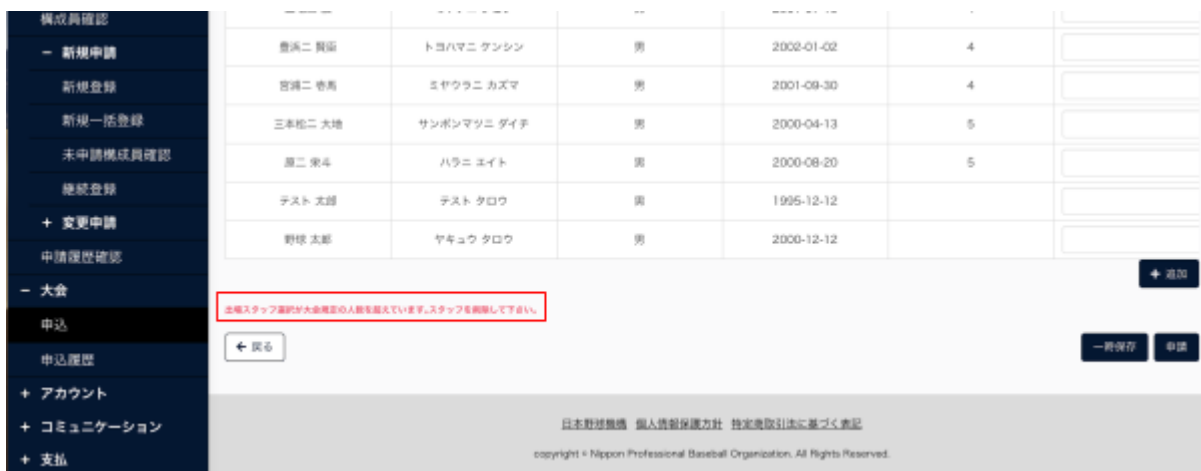 構成員確認
− 新規申請
新規登録
新規一括登録
未申請構成員確認
継続登録
+ 変更申請
申請履歴確認
− 大会
申込
申込履歴
+ アカウント
+ コミュニケーション
+ 支払
トヨハマニ ケンシン 男 2002-01-02 4
宮浦二 壱馬 ミヤウラニ カズマ 男 2001-09-30 4
三本松二 大地 サンボンマツニ ダイチ 男 2000-04-13 5
原二 栄斗 ハラニ エイト 男 2000-08-20 5
テスト 太郎 テスト タロウ 男 1995-12-12
野球 太郎 ヤキュウ タロウ 男 2000-12-12
+ 追加
出場スタッフ選択が大会規定の人数を超えています。スタッフを削除して下さい。
← 戻る
一時保存 申請
日本野球機構 個人情報保護方針 特定商取引法に基づく表記
copyright © Nippon Professional Baseball Organization. All Rights Reserved.